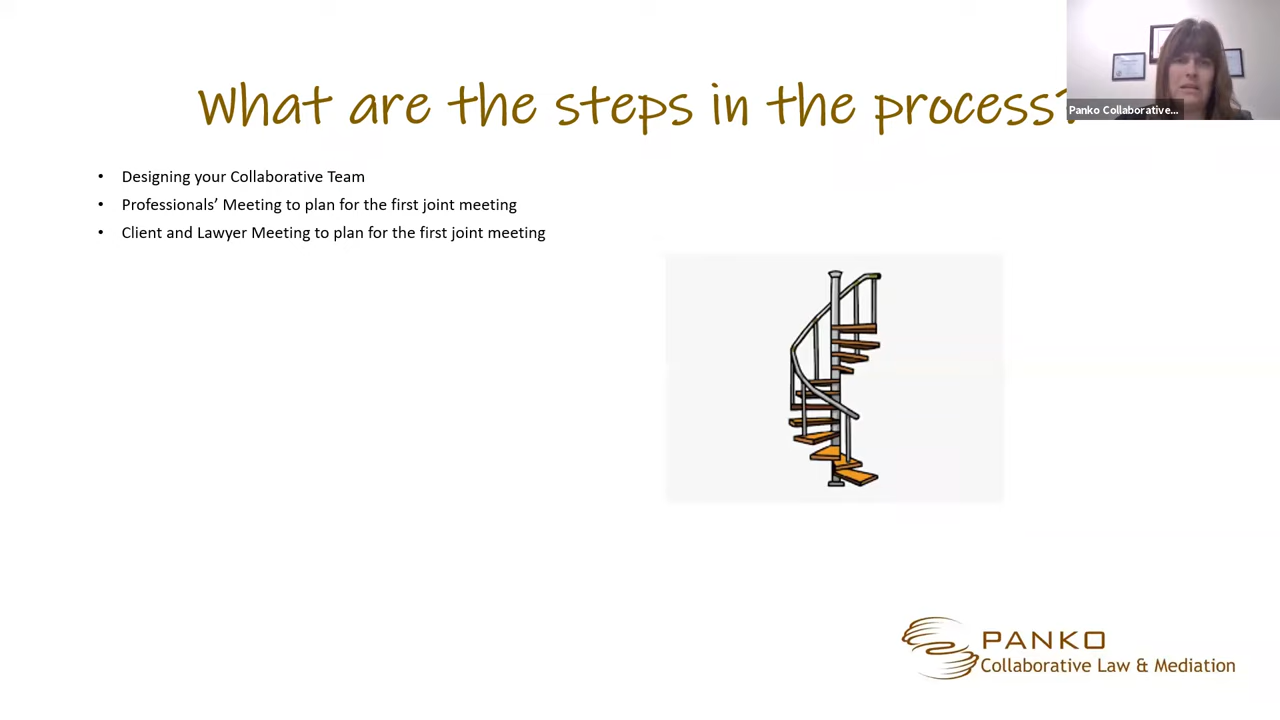 What are the steps in the process?
Panko Collaborative...
• Designing your Collaborative Team
• Professionals’ Meeting to plan for the first joint meeting
• Client and Lawyer Meeting to plan for the first joint meeting
PANKO
Collaborative Law & Mediation